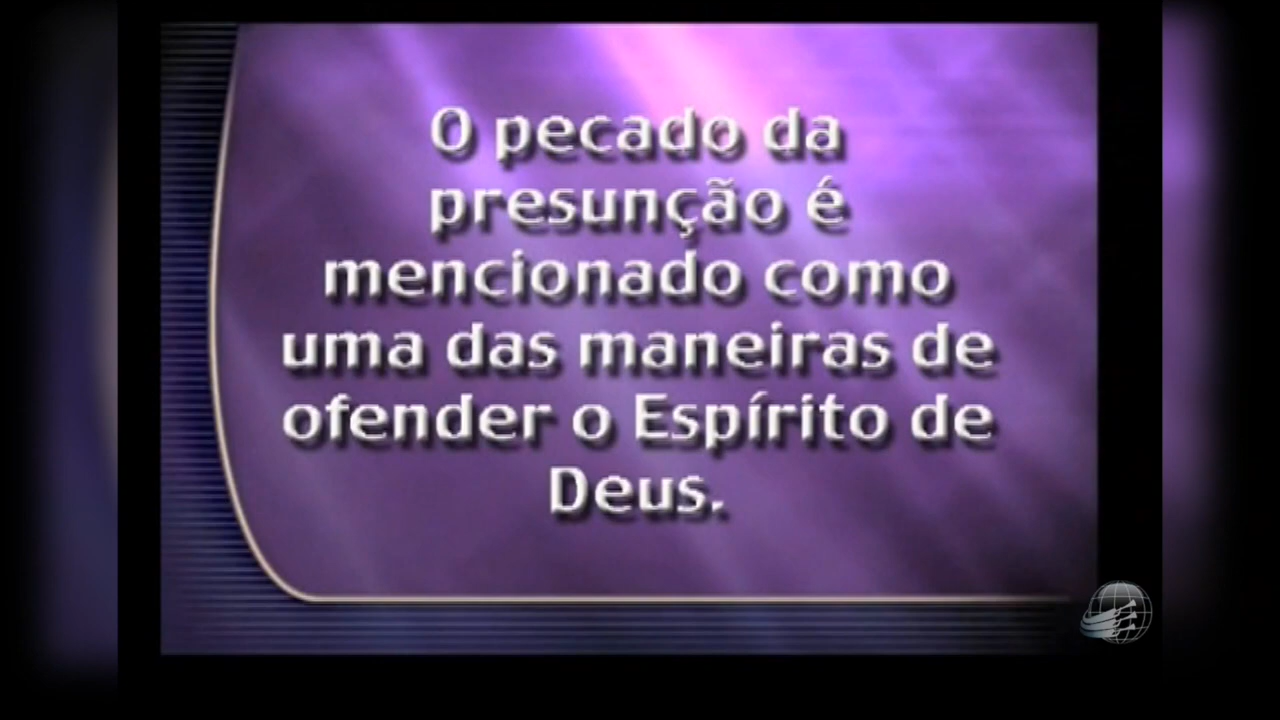 O pecado da
presunção é
mencionado como
uma das maneiras de
ofender o Espírito de
Deus.